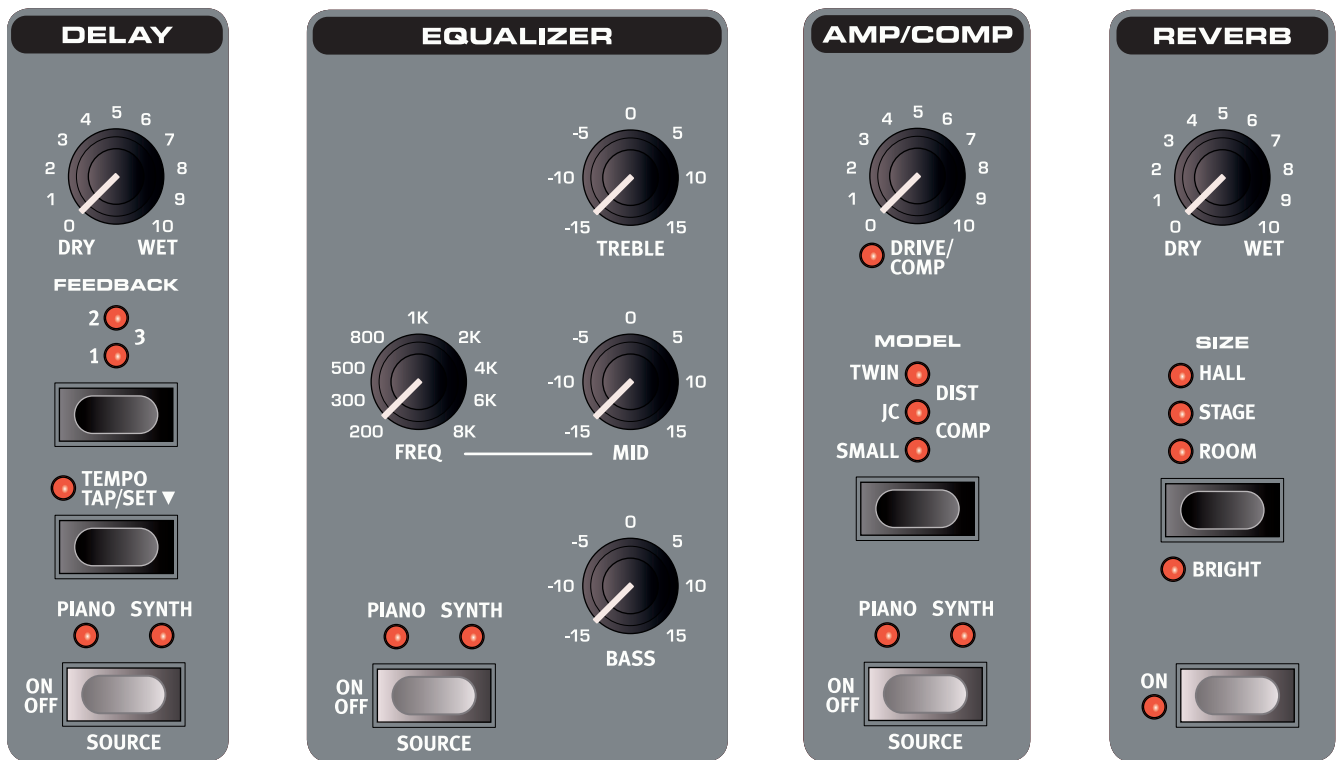 DELAY
5
4 6
3 7
2 8
1 9
0 10
DRY WET
FEEDBACK
2
3
1
TEMPO
TAP/SET ▼
PIANO SYNTH
ON
OFF
SOURCE
EQUALIZER
0
-5 5
-10 10
-15 15
TREBLE
1K
800 2K
500 4K
300 6K
200 8K
FREQ
0
-5 5
-10 10
-15 15
MID
0
-5 5
-10 10
-15 15
BASS
PIANO SYNTH
ON
OFF
SOURCE
AMP/COMP
5
4 6
3 7
2 8
1 9
0 10
DRIVE/
COMP
MODEL
TWIN
DIST
JC
COMP
SMALL
PIANO SYNTH
ON
OFF
SOURCE
REVERB
5
4 6
3 7
2 8
1 9
0 10
DRY WET
SIZE
HALL
STAGE
ROOM
BRIGHT
ON